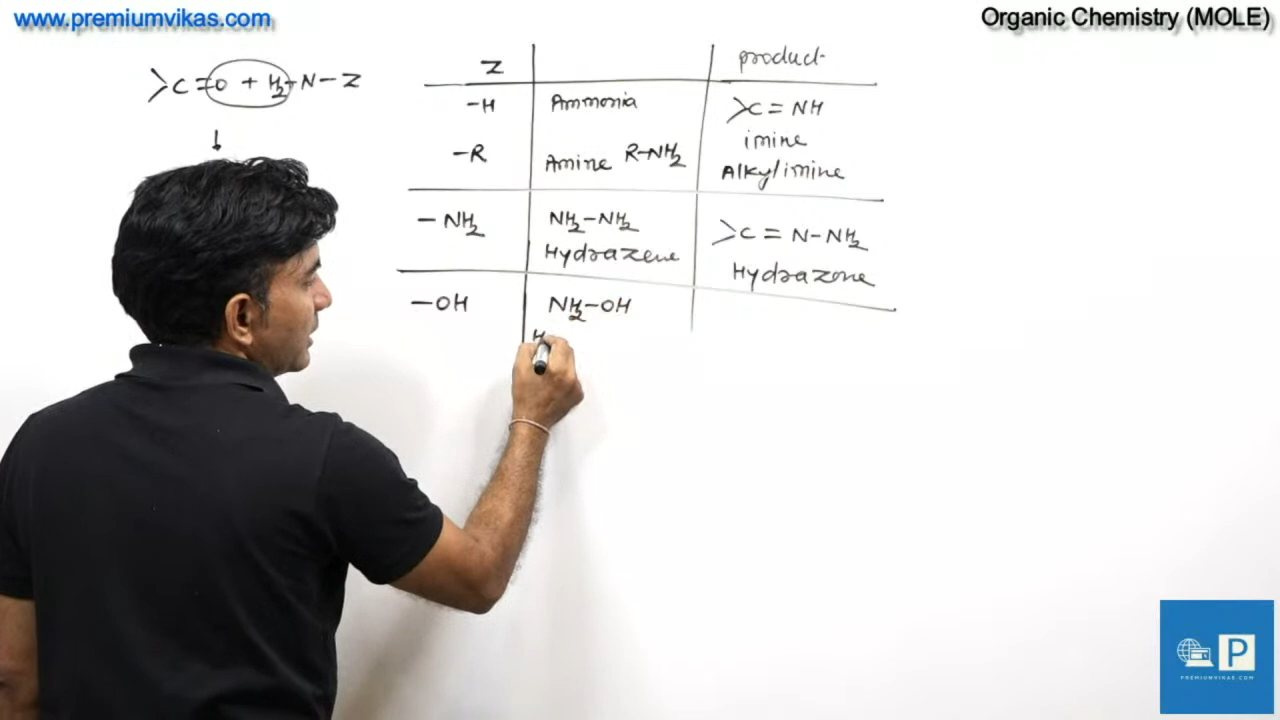 www.premiumvikas.com
Organic Chemistry (MOLE)
>C=O + H₂-N-Z
Z product
-H Ammonia >C=NH
imine
-R Amine R-NH₂ Alkylimine
-NH₂ NH₂-NH₂ >C=N-NH₂
Hydrazene Hydrazone
-OH NH₂-OH
H
P
PREMIUMVIKAS.COM